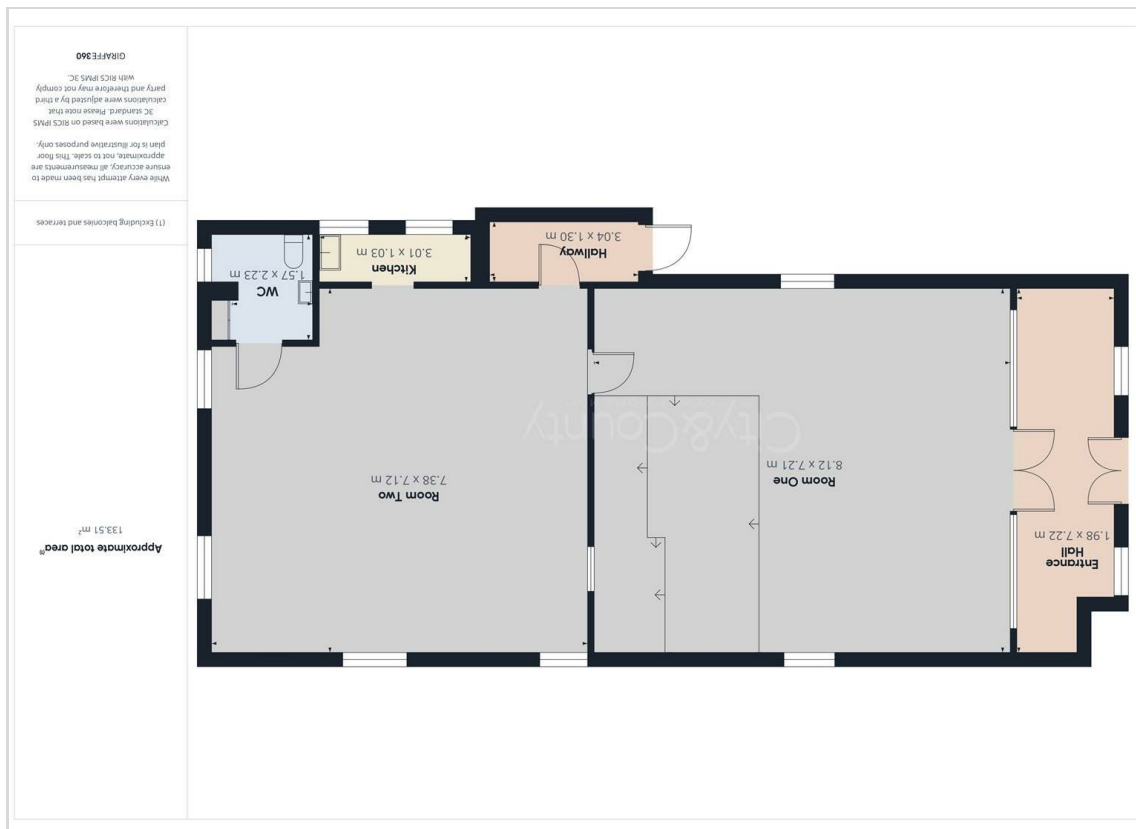 Approximate total area⁽¹⁾
133.51 m²
(1) Excluding balconies and terraces
While every attempt has been made to
ensure accuracy, all measurements are
approximate, not to scale. This floor
plan is for illustrative purposes only.
Calculations were based on RICS IPMS
3C standard. Please note that
calculations were adjusted by a third
party and therefore may not comply
with RICS IPMS 3C.
GIRAFFE360
Entrance
Hall
1.98 x 7.22 m
Room One
8.12 x 7.21 m
Room Two
7.38 x 7.12 m
City&County
Hallway
3.04 x 1.30 m
Kitchen
3.01 x 1.03 m
WC
1.57 x 2.23 m